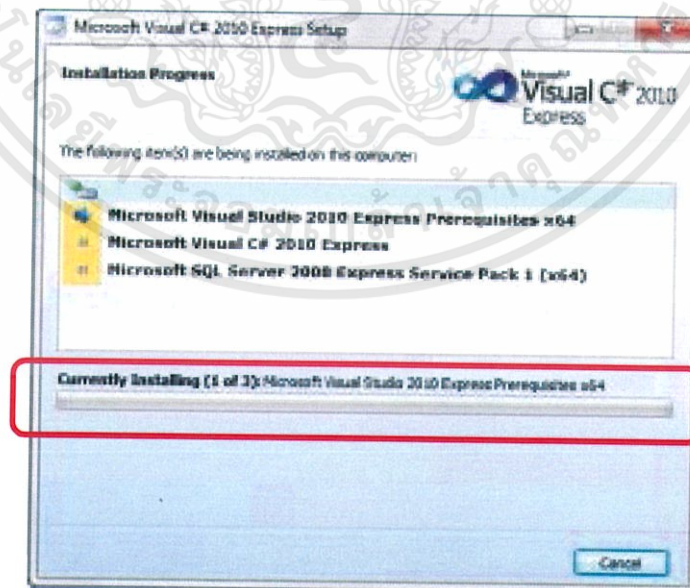 Microsoft Visual C# 2010 Express Setup
Installation Progress
Microsoft
Visual C# 2010
Express
The following item(s) are being installed on this computer:
Microsoft Visual Studio 2010 Express Prerequisites x64
Microsoft Visual C# 2010 Express
Microsoft SQL Server 2008 Express Service Pack 1 (x64)
Currently Installing (1 of 3): Microsoft Visual Studio 2010 Express Prerequisites x64
Cancel